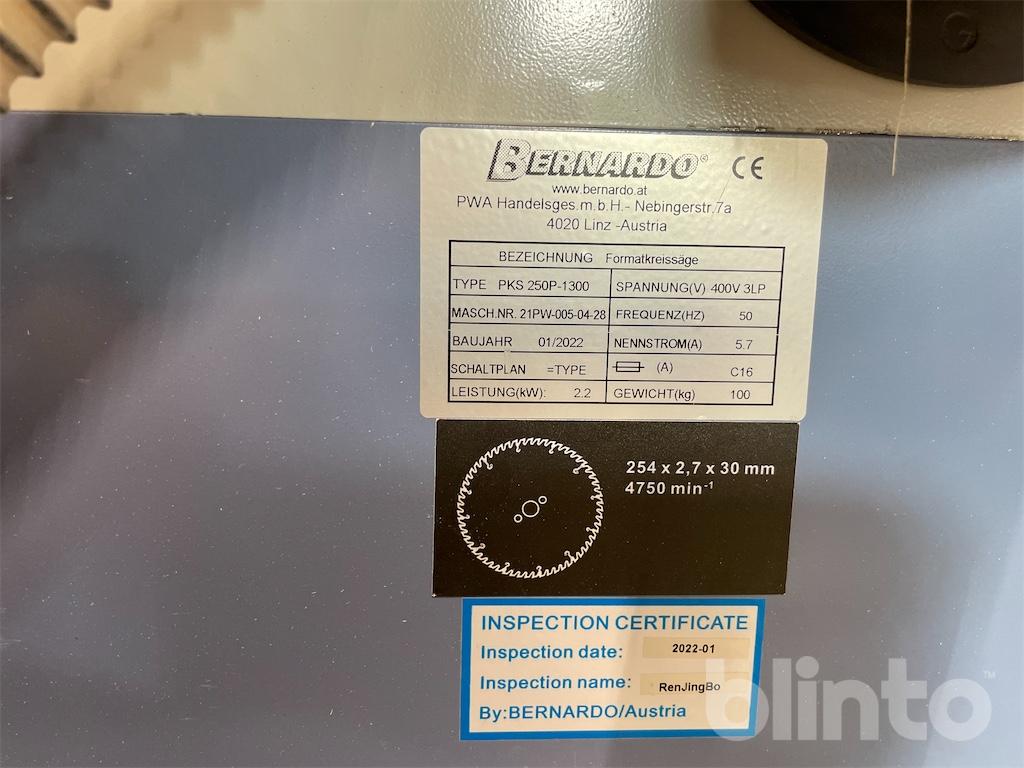 BERNARDO® CE
www.bernardo.at
PWA Handelsges.m.b.H.- Nebingerstr.7a
4020 Linz -Austria
BEZEICHNUNG Formatkreissäge
TYPE PKS 250P-1300 SPANNUNG(V) 400V 3LP
MASCH.NR. 21PW-005-04-28 FREQUENZ(HZ) 50
BAUJAHR 01/2022 NENNSTROM(A) 5.7
SCHALTPLAN =TYPE (A) C16
LEISTUNG(kW): 2.2 GEWICHT(kg) 100
254 x 2,7 x 30 mm
4750 min⁻¹
INSPECTION CERTIFICATE
Inspection date: 2022-01
Inspection name: RenJingBo
By:BERNARDO/Austria
blinto™